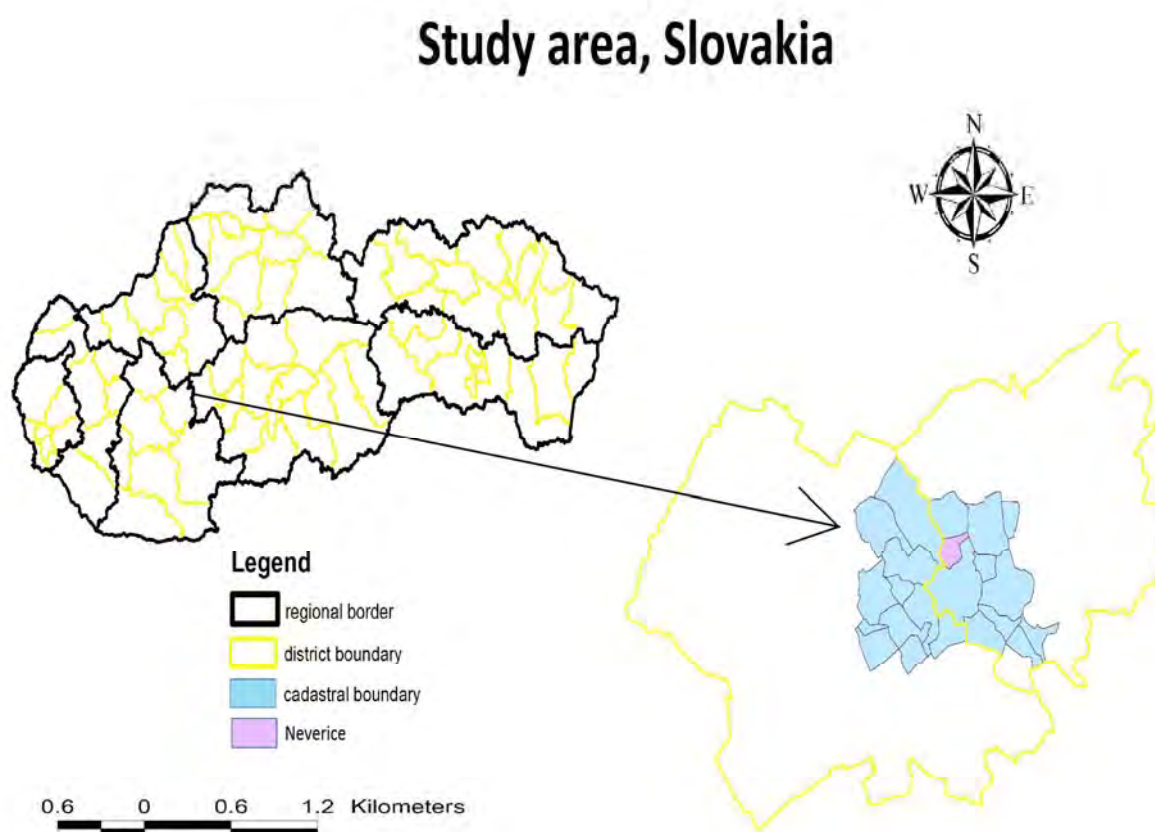 Study area, Slovakia
N
W E
S
Legend
regional border
district boundary
cadastral boundary
Neverice
0.6 0 0.6 1.2 Kilometers